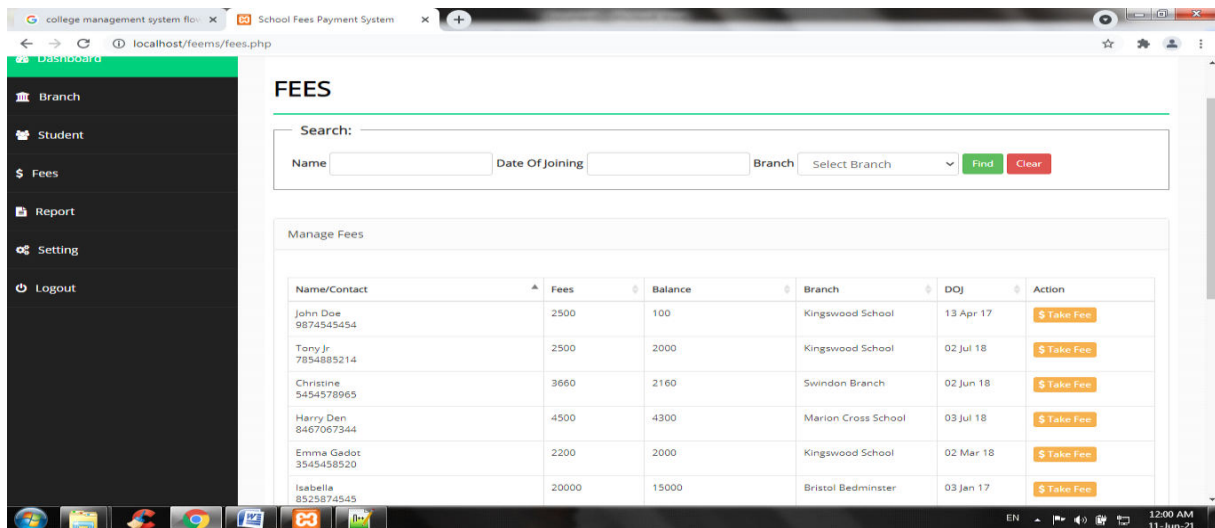 college management system flo
School Fees Payment System
localhost/feems/fees.php
Dashboard
Branch
Student
$ Fees
Report
Setting
Logout
FEES
Search:
Name Date Of Joining Branch Select Branch Find Clear
Manage Fees
Name/Contact Fees Balance Branch DOJ Action
John Doe 2500 100 Kingswood School 13 Apr 17 $ Take Fee
9874545454
Tony Jr 2500 2000 Kingswood School 02 Jul 18 $ Take Fee
7854885214
Christine 3660 2160 Swindon Branch 02 Jun 18 $ Take Fee
5454578965
Harry Den 4500 4300 Marion Cross School 03 Jul 18 $ Take Fee
8467067344
Emma Gadot 2200 2000 Kingswood School 02 Mar 18 $ Take Fee
3545458520
Isabella 20000 15000 Bristol Bedminster 03 Jan 17 $ Take Fee
8525874545
EN 12:00 AM
11-Jun-21